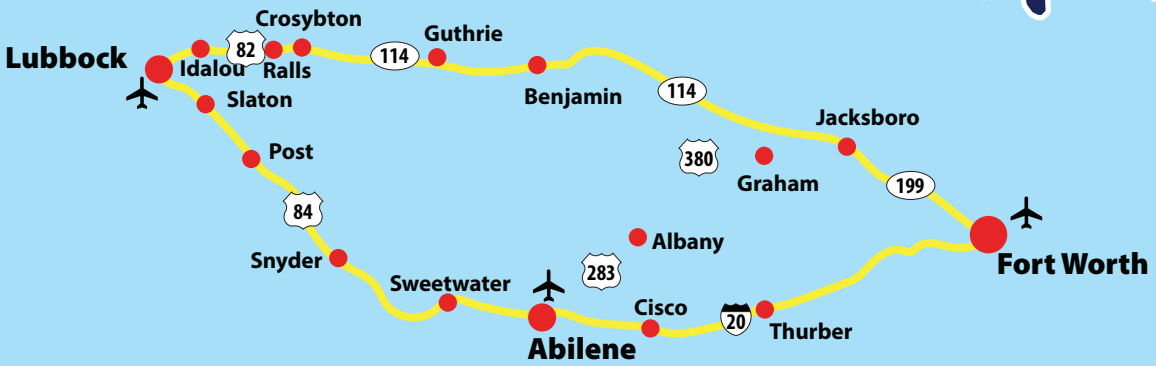 Crosybton
Guthrie
Lubbock
82
114
Idalou
Ralls
Benjamin
114
Slaton
Jacksboro
Post
380
Graham
199
84
Albany
Snyder
283
Fort Worth
Sweetwater
Cisco
20
Thurber
Abilene